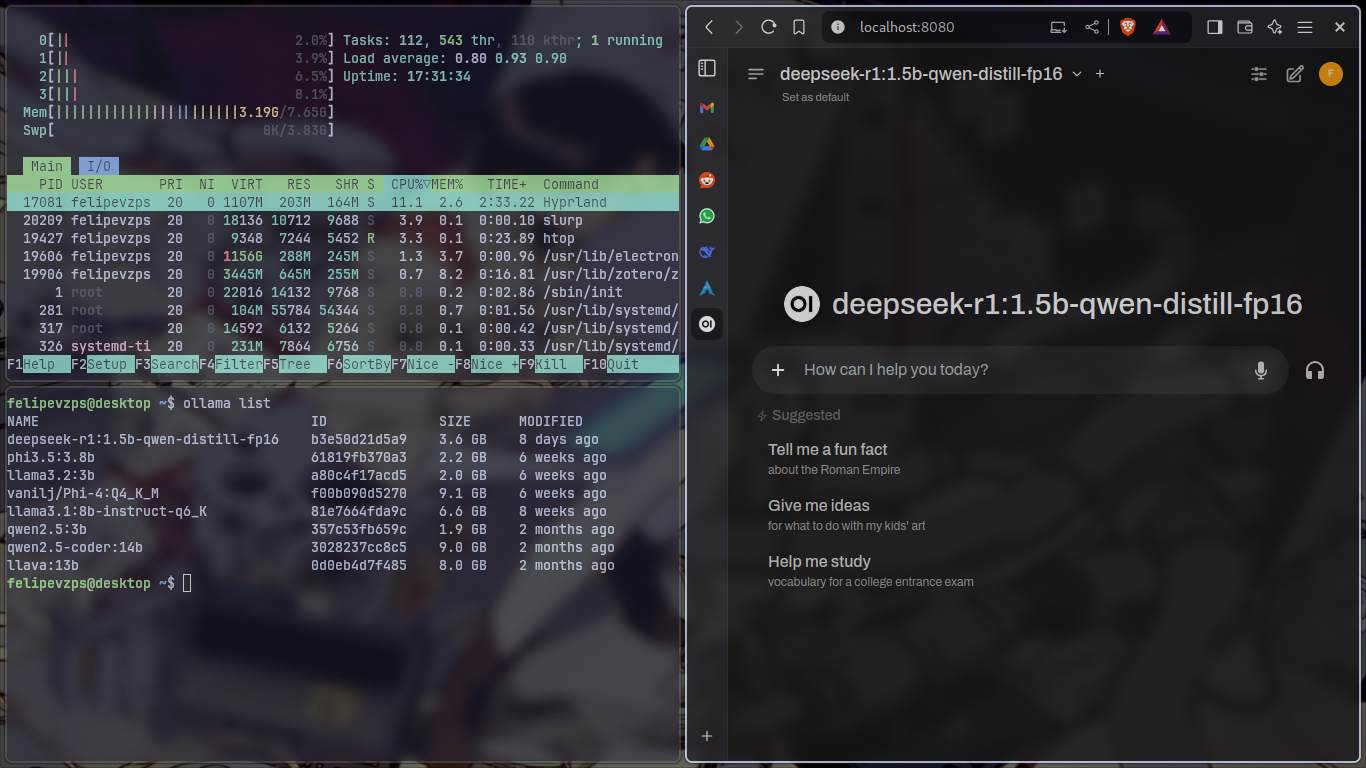 0[|| 2.0%] Tasks: 112, 543 thr, 110 kthr; 1 running
1[|| 3.9%] Load average: 0.80 0.93 0.90
2[||| 6.5%] Uptime: 17:31:34
3[||| 8.1%]
Mem[|||||||||||||||||||||||3.19G/7.65G]
Swp[ 0K/3.83G]
Main I/O
PID USER PRI NI VIRT RES SHR S CPU%▽MEM% TIME+ Command
17081 felipevzps 20 0 1107M 203M 164M S 11.1 2.6 2:33.22 Hyprland
20209 felipevzps 20 0 18136 10712 9688 S 3.9 0.1 0:00.10 slurp
19427 felipevzps 20 0 9348 7244 5452 R 3.3 0.1 0:23.89 htop
19606 felipevzps 20 0 1156G 288M 245M S 1.3 3.7 0:00.96 /usr/lib/electron
19906 felipevzps 20 0 3445M 645M 255M S 0.7 8.2 0:16.81 /usr/lib/zotero/z
1 root 20 0 22016 14132 9768 S 0.0 0.2 0:02.86 /sbin/init
281 root 20 0 104M 55784 54344 S 0.0 0.7 0:01.56 /usr/lib/systemd/
317 root 20 0 14592 6132 5264 S 0.0 0.1 0:00.42 /usr/lib/systemd/
326 systemd-ti 20 0 231M 7864 6756 S 0.0 0.1 0:00.33 /usr/lib/systemd/
F1Help F2Setup F3SearchF4FilterF5Tree F6SortByF7Nice -F8Nice +F9Kill F10Quit
felipevzps@desktop ~$ ollama list
NAME ID SIZE MODIFIED
deepseek-r1:1.5b-qwen-distill-fp16 b3e50d21d5a9 3.6 GB 8 days ago
phi3.5:3.8b 61819fb370a3 2.2 GB 6 weeks ago
llama3.2:3b a80c4f17acd5 2.0 GB 6 weeks ago
vanilj/Phi-4:Q4_K_M f00b090d5270 9.1 GB 6 weeks ago
llama3.1:8b-instruct-q6_K 81e7664fda9c 6.6 GB 8 weeks ago
qwen2.5:3b 357c53fb659c 1.9 GB 2 months ago
qwen2.5-coder:14b 3028237cc8c5 9.0 GB 2 months ago
llava:13b 0d0eb4d7f485 8.0 GB 2 months ago
felipevzps@desktop ~$
localhost:8080
deepseek-r1:1.5b-qwen-distill-fp16
F
Set as default
OI deepseek-r1:1.5b-qwen-distill-fp16
How can I help you today?
Suggested
Tell me a fun fact
about the Roman Empire
Give me ideas
for what to do with my kids' art
Help me study
vocabulary for a college entrance exam